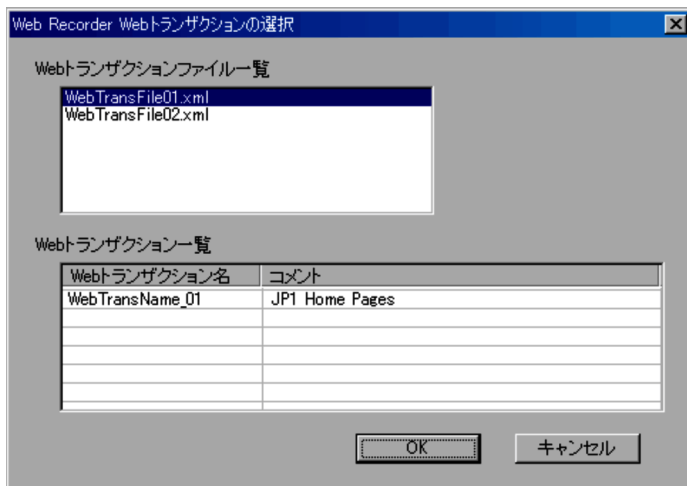 Web Recorder Webトランザクションの選択
Webトランザクションファイル一覧
WebTransFile01.xml
WebTransFile02.xml
Webトランザクション一覧
Webトランザクション名 コメント
WebTransName_01 JP1 Home Pages
OK キャンセル